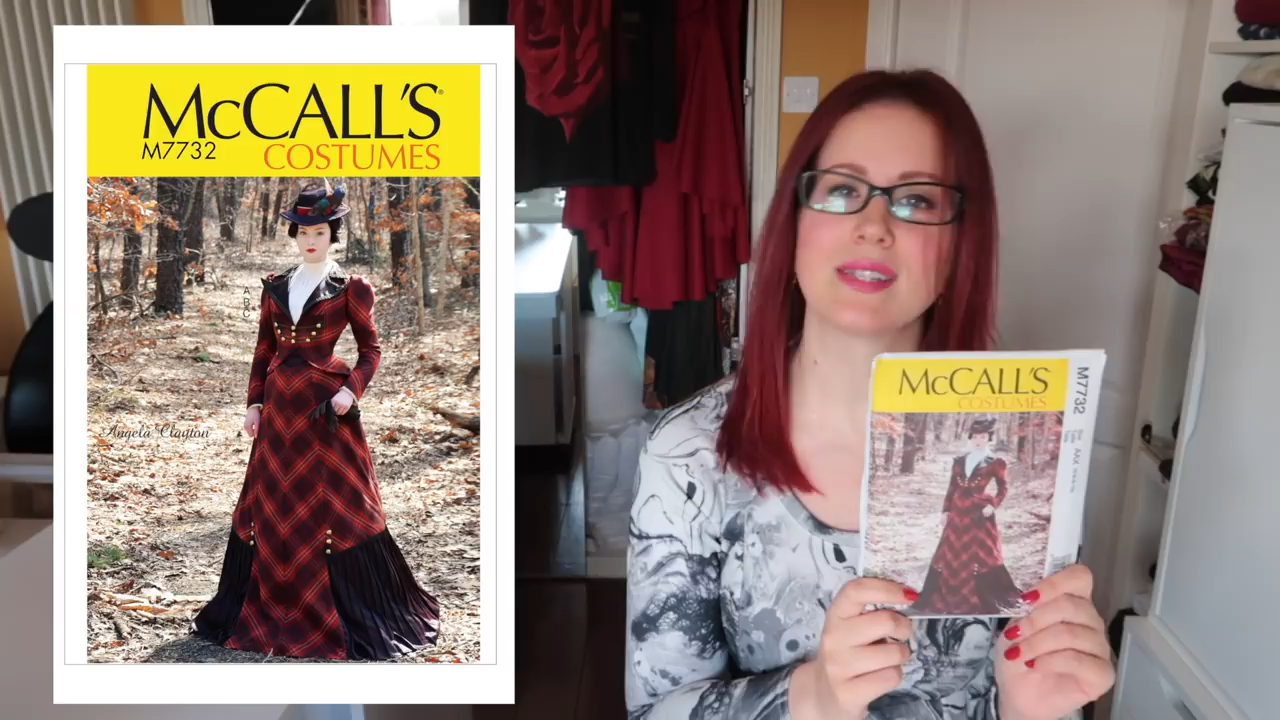 McCALL'S®
M7732 COSTUMES
A
B
C
Angela Clayton
McCALL'S
COSTUMES
M7732